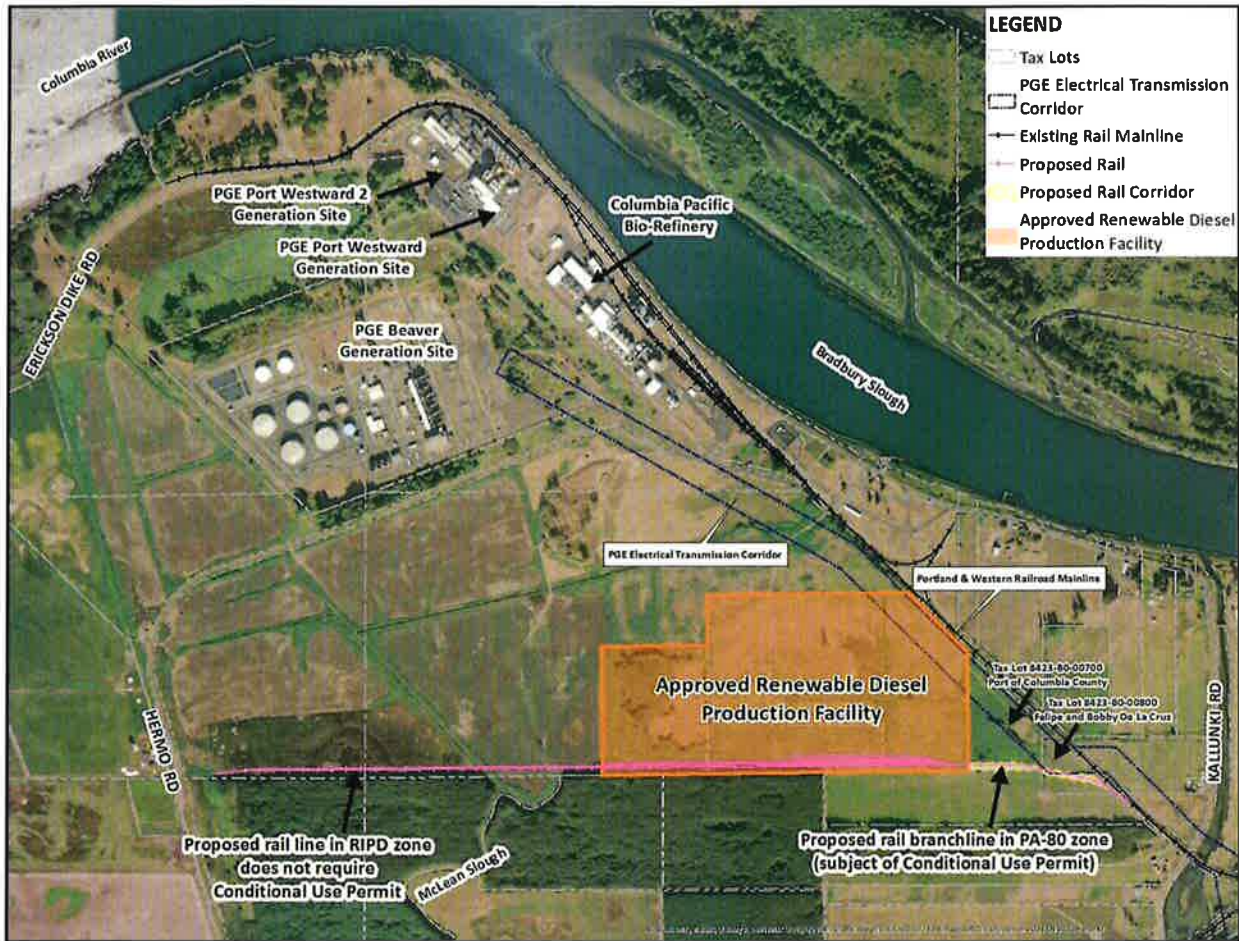 LEGEND
Tax Lots
PGE Electrical Transmission
Corridor
Existing Rail Mainline
Proposed Rail
Proposed Rail Corridor
Approved Renewable Diesel
Production Facility
Columbia River
PGE Port Westward 2
Generation Site
PGE Port Westward
Generation Site
Columbia Pacific
Bio-Refinery
ERICKSON DIKE RD
PGE Beaver
Generation Site
Bradbury Slough
PGE Electrical Transmission Corridor
Portland & Western Railroad Mainline
Tax Lot 8423-80-00700
Port of Columbia County
Tax Lot 8423-80-00800
Felipe and Bobby De La Cruz
Approved Renewable Diesel
Production Facility
HERMO RD
KALLUNKI RD
Proposed rail line in RIPD zone
does not require
Conditional Use Permit
McLean Slough
Proposed rail branchline in PA-80 zone
(subject of Conditional Use Permit)